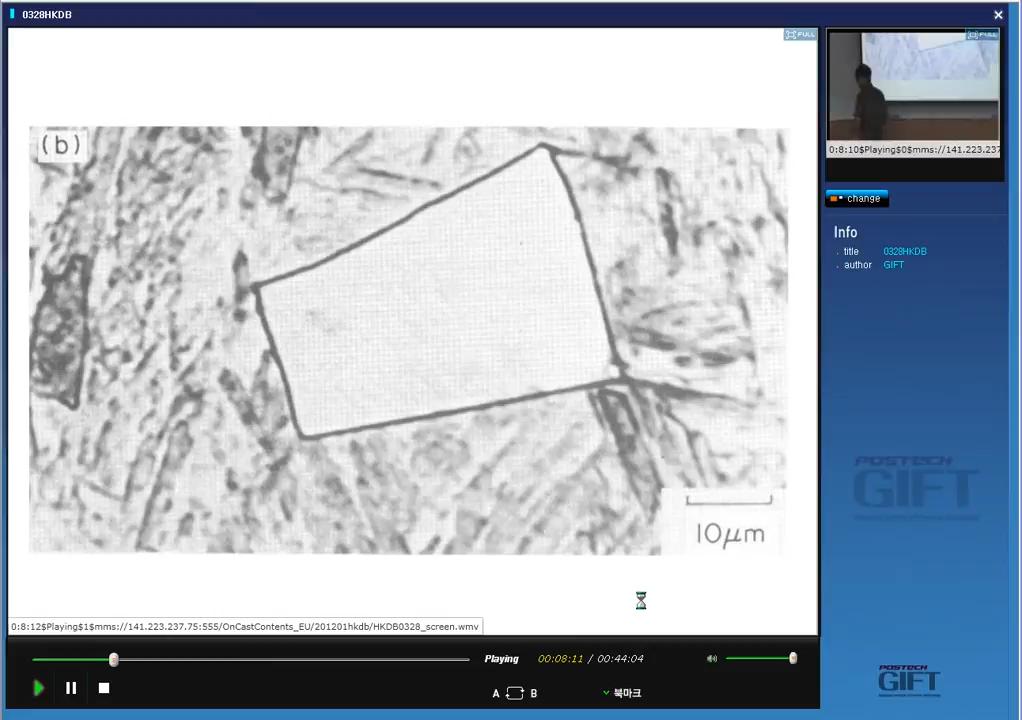 0328HKDB
FULL
FULL
(b)
10μm
0:8:10$Playing$0$mms://141.223.237
change
Info
. title 0328HKDB
. author GIFT
POSTECH
GIFT
0:8:12$Playing$1$mms://141.223.237.75:555/OnCastContents_EU/201201hkdb/HKDB0328_screen.wmv
Playing 00:08:11 / 00:44:04
A B 북마크
POSTECH
GIFT